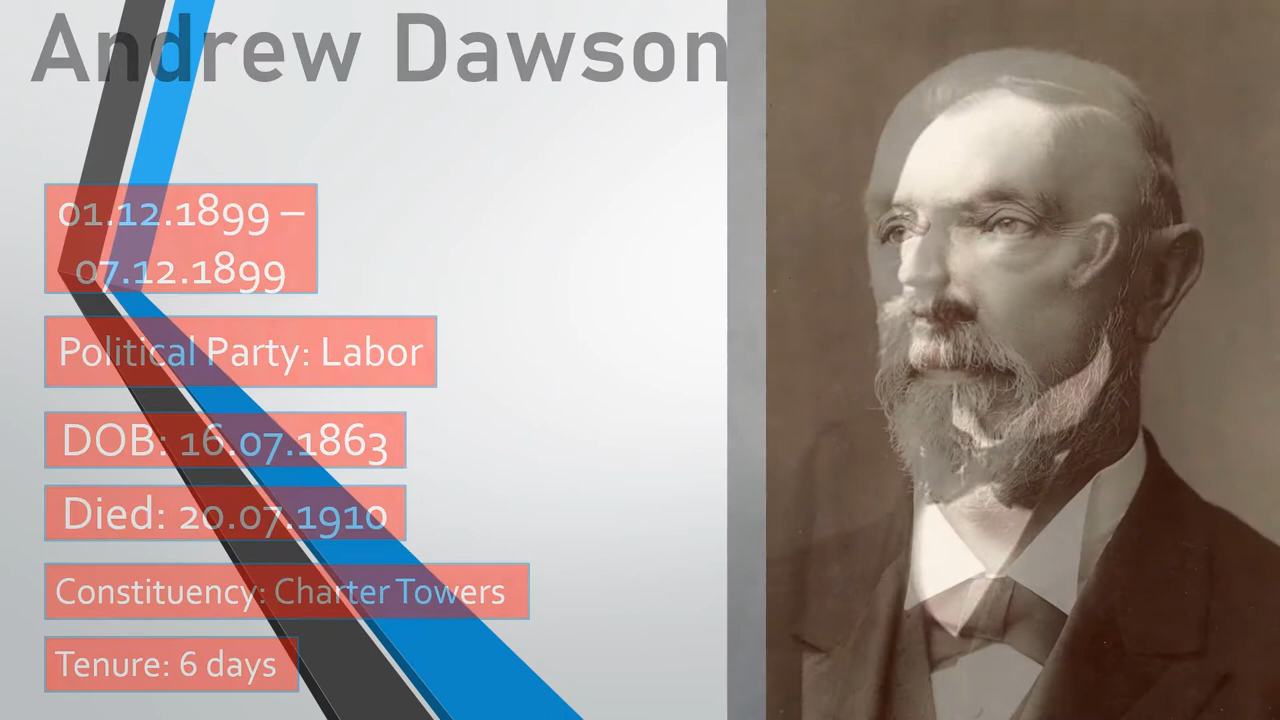 Andrew Dawson
01.12.1899 –
07.12.1899
Political Party: Labor
DOB: 16.07.1863
Died: 20.07.1910
Constituency: Charter Towers
Tenure: 6 days